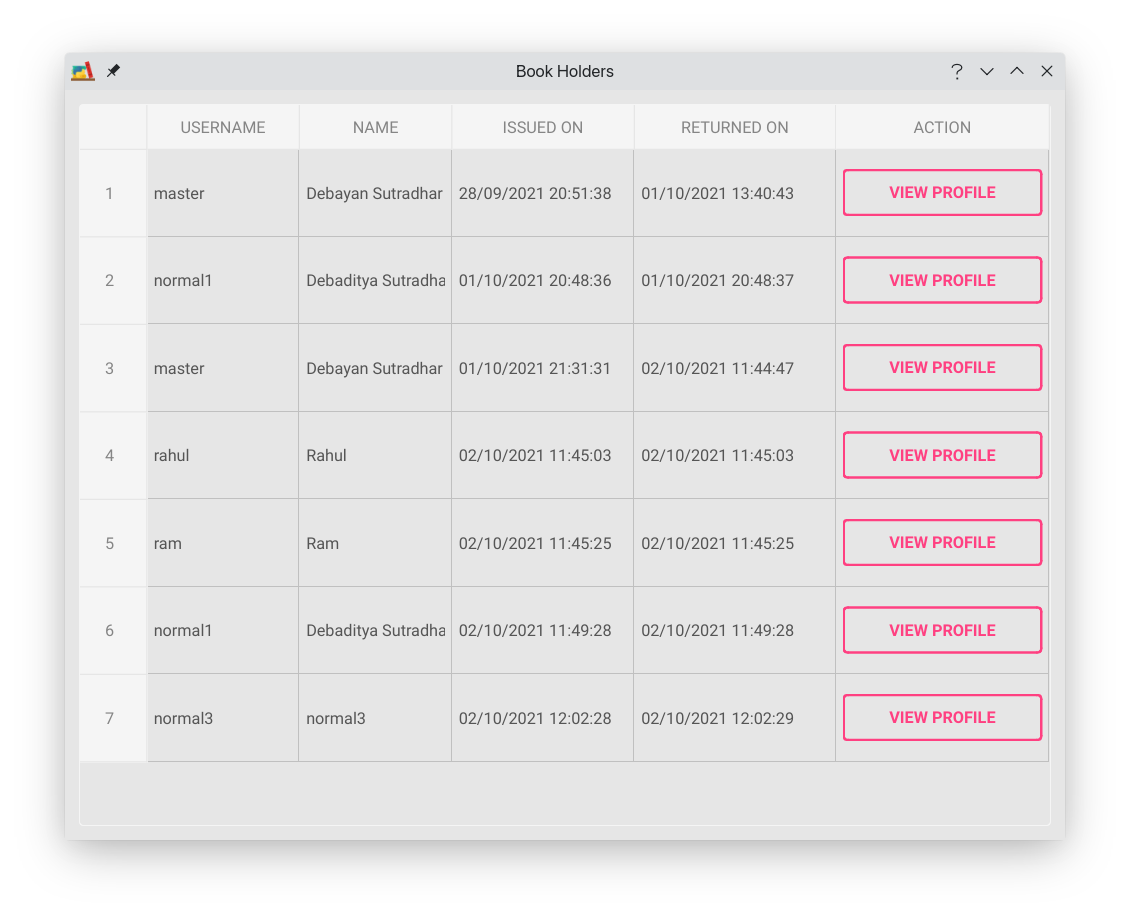 Book Holders
USERNAME NAME ISSUED ON RETURNED ON ACTION
1 master Debayan Sutradhar 28/09/2021 20:51:38 01/10/2021 13:40:43 VIEW PROFILE
2 normal1 Debaditya Sutradha 01/10/2021 20:48:36 01/10/2021 20:48:37 VIEW PROFILE
3 master Debayan Sutradhar 01/10/2021 21:31:31 02/10/2021 11:44:47 VIEW PROFILE
4 rahul Rahul 02/10/2021 11:45:03 02/10/2021 11:45:03 VIEW PROFILE
5 ram Ram 02/10/2021 11:45:25 02/10/2021 11:45:25 VIEW PROFILE
6 normal1 Debaditya Sutradha 02/10/2021 11:49:28 02/10/2021 11:49:28 VIEW PROFILE
7 normal3 normal3 02/10/2021 12:02:28 02/10/2021 12:02:29 VIEW PROFILE